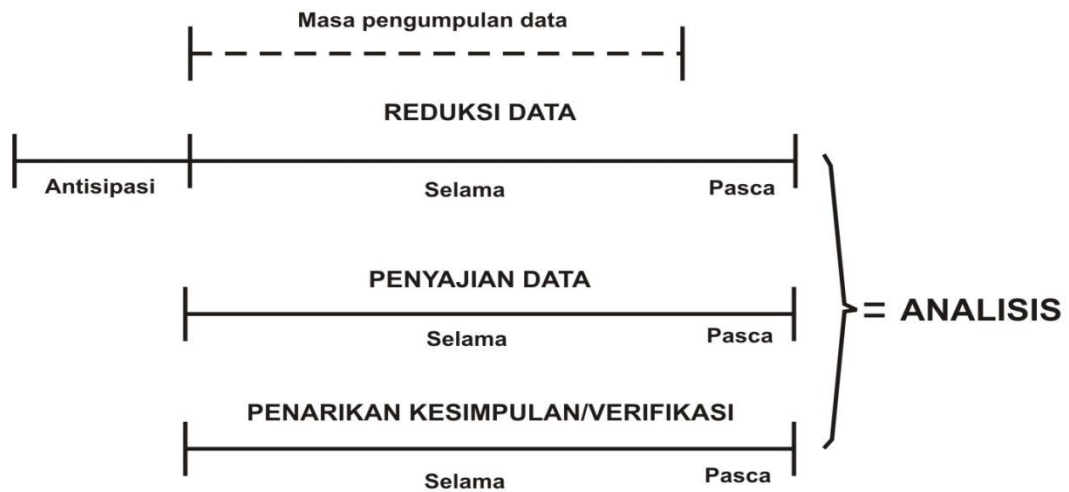 Masa pengumpulan data
REDUKSI DATA
Antisipasi
Selama
Pasca
PENYAJIAN DATA
Selama
Pasca
= ANALISIS
PENARIKAN KESIMPULAN/VERIFIKASI
Selama
Pasca